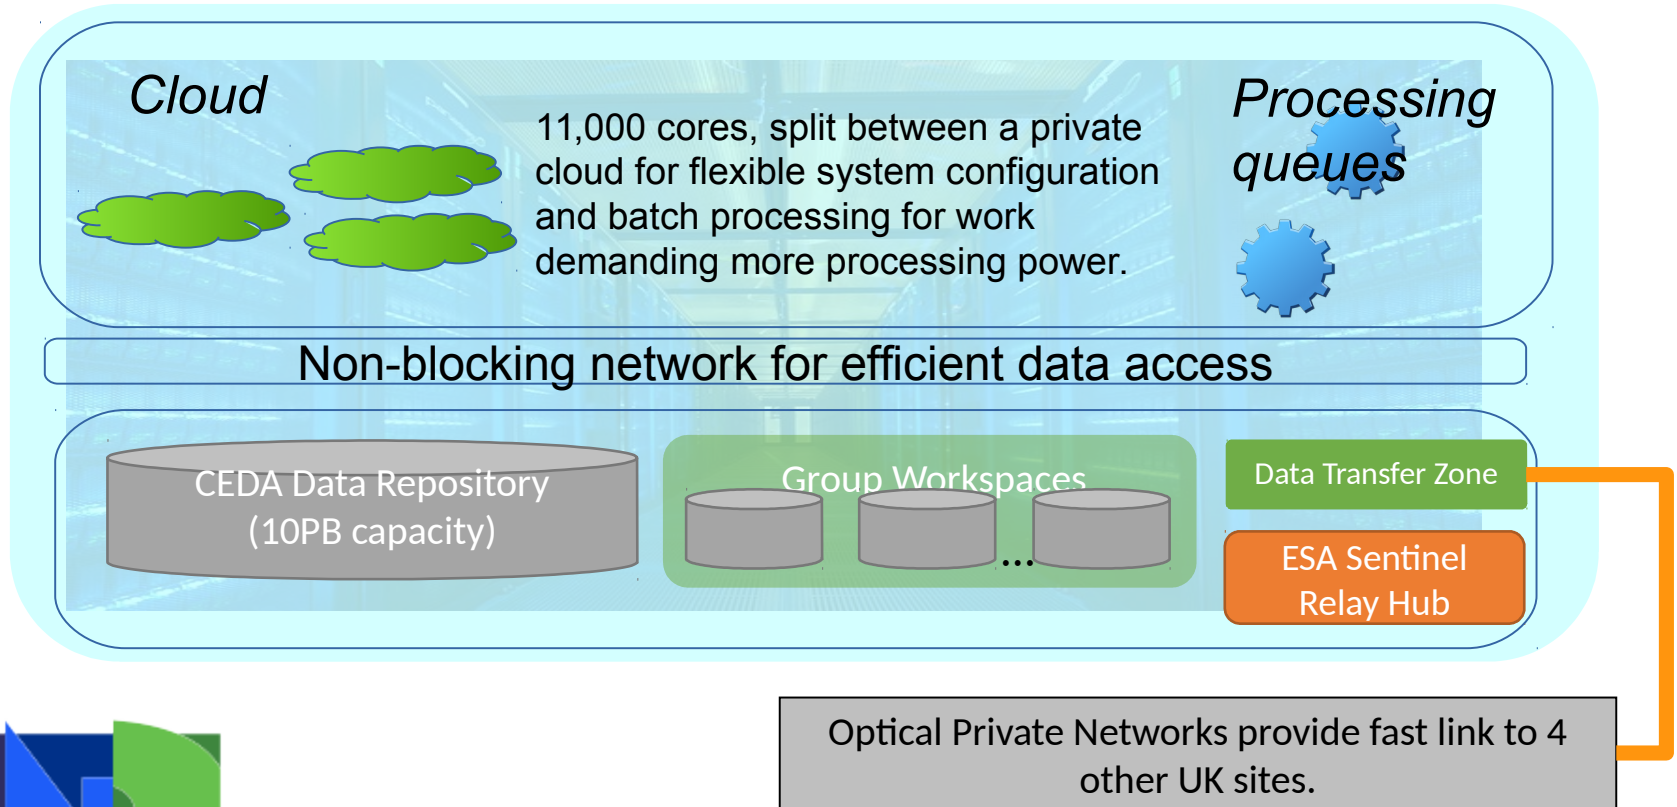 Cloud
11,000 cores, split between a private
cloud for flexible system configuration
and batch processing for work
demanding more processing power.
Processing
queues
Non-blocking network for efficient data access
CEDA Data Repository
(10PB capacity)
Group Workspaces
...
Data Transfer Zone
ESA Sentinel
Relay Hub
Optical Private Networks provide fast link to 4
other UK sites.